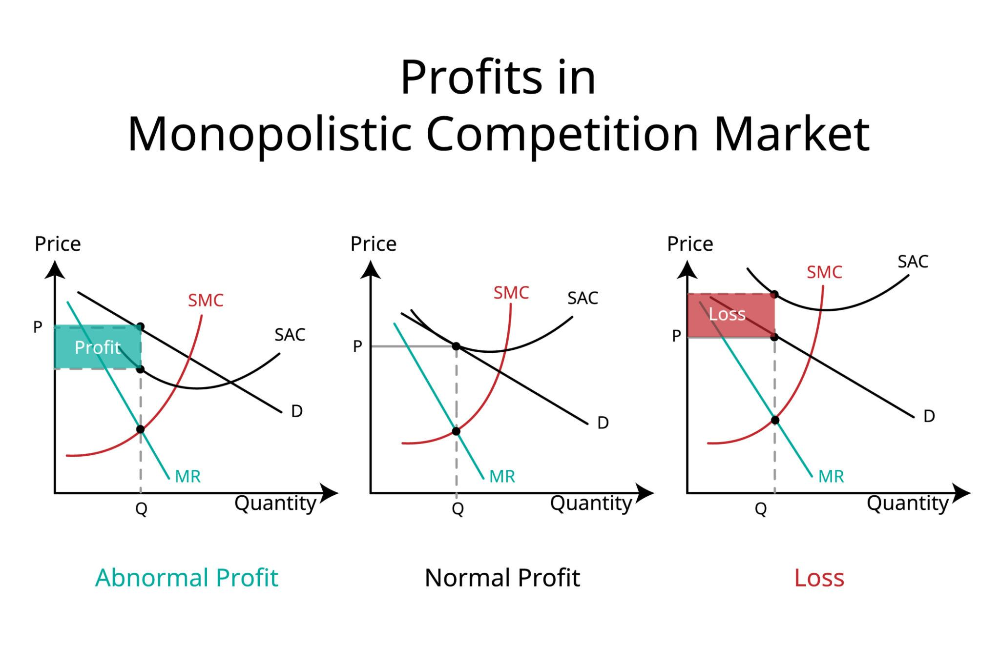 Profits in
Monopolistic Competition Market
Price
SMC
P
SAC
Profit
D
MR
Quantity
Q
Abnormal Profit
Price
SMC
SAC
P
D
MR
Quantity
Q
Normal Profit
Price
SAC
SMC
Loss
P
D
MR
Quantity
Q
Loss